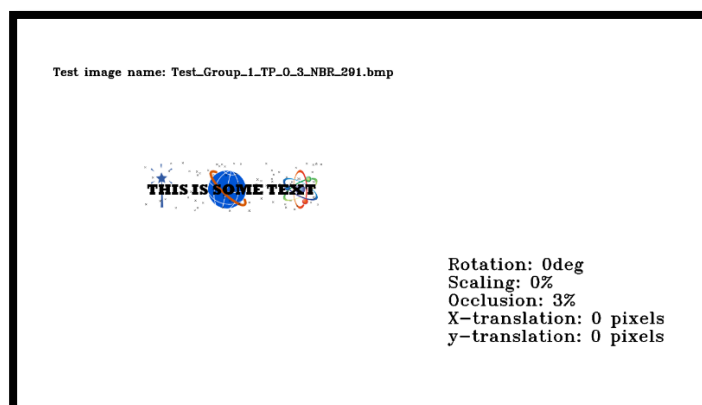 Test image name: Test_Group_1_TP_0_3_NBR_291.bmp
THIS IS SOME TEXT
Rotation: 0deg
Scaling: 0%
Occlusion: 3%
X-translation: 0 pixels
y-translation: 0 pixels